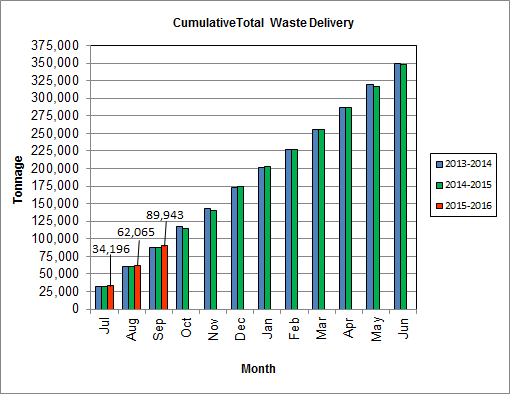 CumulativeTotal Waste Delivery
375,000
350,000
325,000
300,000
275,000
250,000
225,000
200,000
175,000
150,000
125,000
100,000
75,000
50,000
25,000
0
Tonnage
34,196
62,065
89,943
Jul
Aug
Sep
Oct
Nov
Dec
Jan
Feb
Mar
Apr
May
Jun
Month
2013-2014
2014-2015
2015-2016